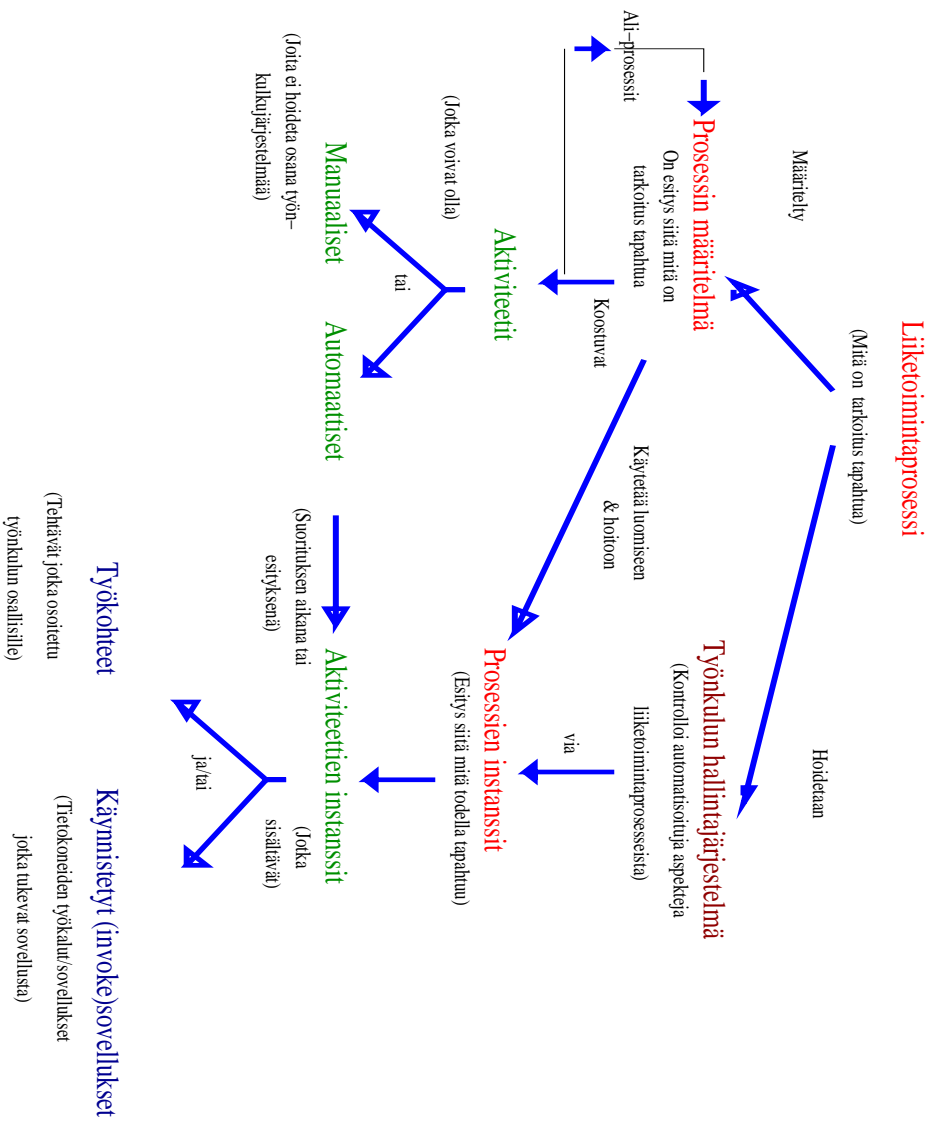 Liiketoimintaprosessi
(Mitä on tarkoitus tapahtua)
Määritelty
Hoidetaan
Ali-prosessit
Prosessin määritelmä
On esitys siitä mitä on
tarkoitus tapahtua
Työnkulun hallintajärjestelmä
(Kontrolloi automatisoituja aspekteja
liiketoimintaprosesseista)
Koostuvat
Käytetää luomiseen
& hoitoon
via
Aktiviteetit
(Jotka voivat olla)
Prosessien instanssit
(Esitys siitä mitä todella tapahtuu)
tai
Manuaaliset
(Joita ei hoideta osana työn-
kulkujärjestelmää)
Automaattiset
(Suorituksen aikana tai
esityksenä)
Aktiviteettien instanssit
(Jotka
sisältävät)
ja/tai
Työkohteet
(Tehtävät jotka osoitettu
työnkulun osallisille)
Käynnistetyt (invoke)sovellukset
(Tietokoneiden työkalut/sovellukset
jotka tukevat sovellusta)